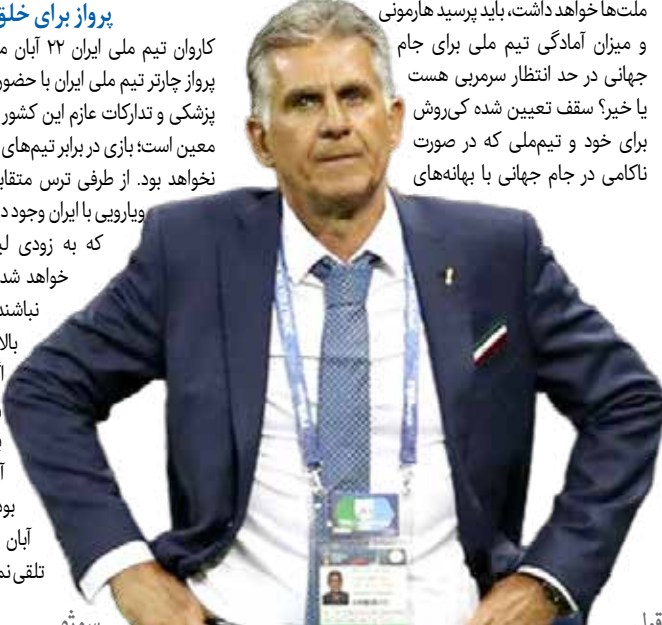 ملت‌ها خواهد داشت، باید پرسید هارمونی
و میزان آمادگی تیم ملی برای جام
جهانی در حد انتظار سرمربی هست
یا خیر؟ سقف تعیین شده کی‌روش
برای خود و تیم‌ملی که در صورت
ناکامی در جام جهانی با بهانه‌های
پرواز برای خلق
کاروان تیم ملی ایران ۲۲ آبان
پرواز چارتر تیم ملی ایران با حضور
پزشکی و تدارکات عازم این کشور
معین است؛ بازی در برابر تیم‌های
نخواهد بود. از طرفی ترس متقابل
رویارویی با ایران وجود
که به زودی
خواهد شد
نباشند
بالا
آبان
تلقی